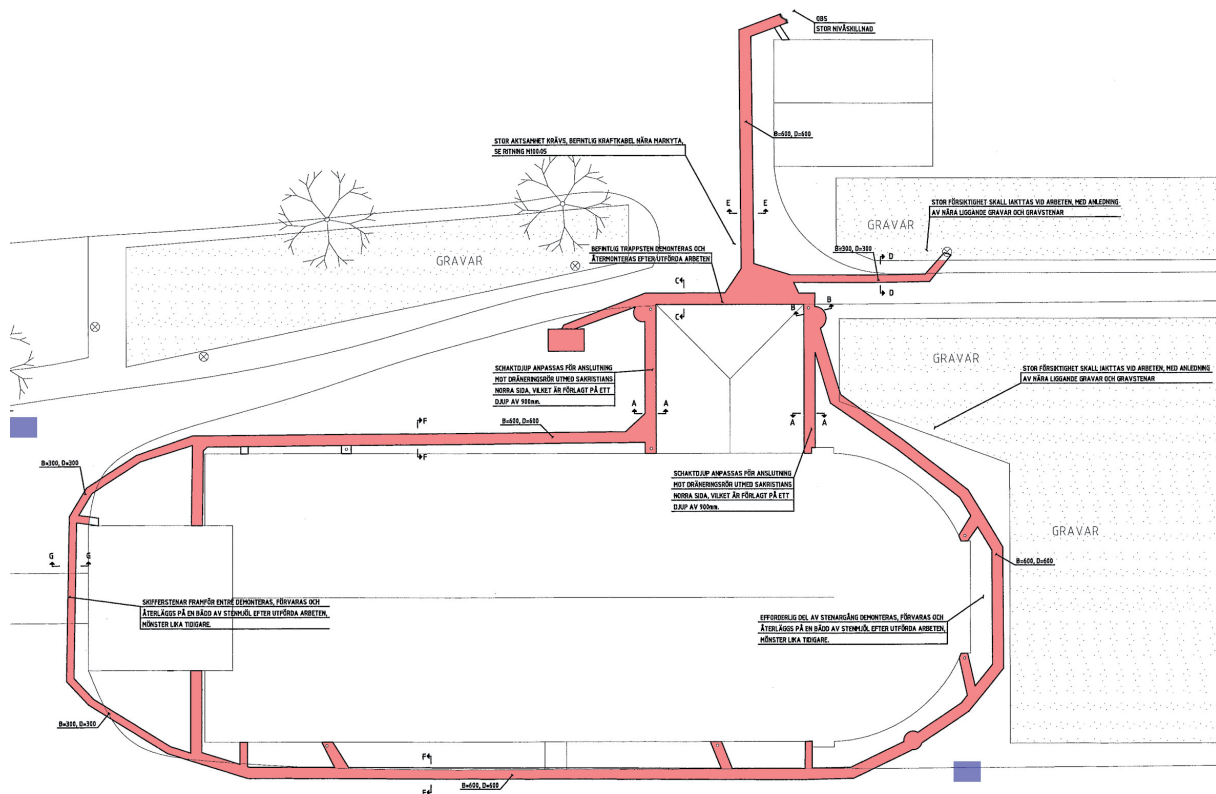 OBS
STOR NIVÅSKILLNAD
B=600, D=600
STOR AKTSAMHET KRÄVS, BEFINTLIG KRAFTKABEL NÄRA MARKYTA,
SE RITNING M100:05
E
E
STOR FÖRSIKTIGHET SKALL IAKTTAS VID ARBETEN, MED ANLEDNING
AV NÄRA LIGGANDE GRAVAR OCH GRAVSTENAR
GRAVAR
GRAVAR
BEFINTLIG TRAPPSTEN DEMONTERAS OCH
ÅTERMONTERAS EFTER UTFÖRDA ARBETEN
B=300, D=300
D
D
C
C
B
B
GRAVAR
SCHAKTDJUP ANPASSAS FÖR ANSLUTNING
MOT DRÄNERINGSRÖR UTMED SAKRISTIANS
NORRA SIDA, VILKET ÄR FÖRLAGT PÅ ETT
DJUP AV 900mm.
STOR FÖRSIKTIGHET SKALL IAKTTAS VID ARBETEN, MED ANLEDNING
AV NÄRA LIGGANDE GRAVAR OCH GRAVSTENAR
A
A
A
A
F
F
B=600, D=600
B=300, D=300
SCHAKTDJUP ANPASSAS FÖR ANSLUTNING
MOT DRÄNERINGSRÖR UTMED SAKRISTIANS
NORRA SIDA, VILKET ÄR FÖRLAGT PÅ ETT
DJUP AV 900mm.
GRAVAR
G
G
B=600, D=600
SKIFFERSTENAR FRAMFÖR ENTRE DEMONTERAS, FÖRVARAS OCH
ÅTERLÄGGS PÅ EN BÄDD AV STENMJÖL EFTER UTFÖRDA ARBETEN,
MÖNSTER LIKA TIDIGARE.
EFFORDERLIG DEL AV STENARGÅNG DEMONTERAS, FÖRVARAS OCH
ÅTERLÄGGS PÅ EN BÄDD AV STENMJÖL EFTER UTFÖRDA ARBETEN,
MÖNSTER LIKA TIDIGARE.
B=300, D=300
F
F
B=600, D=600